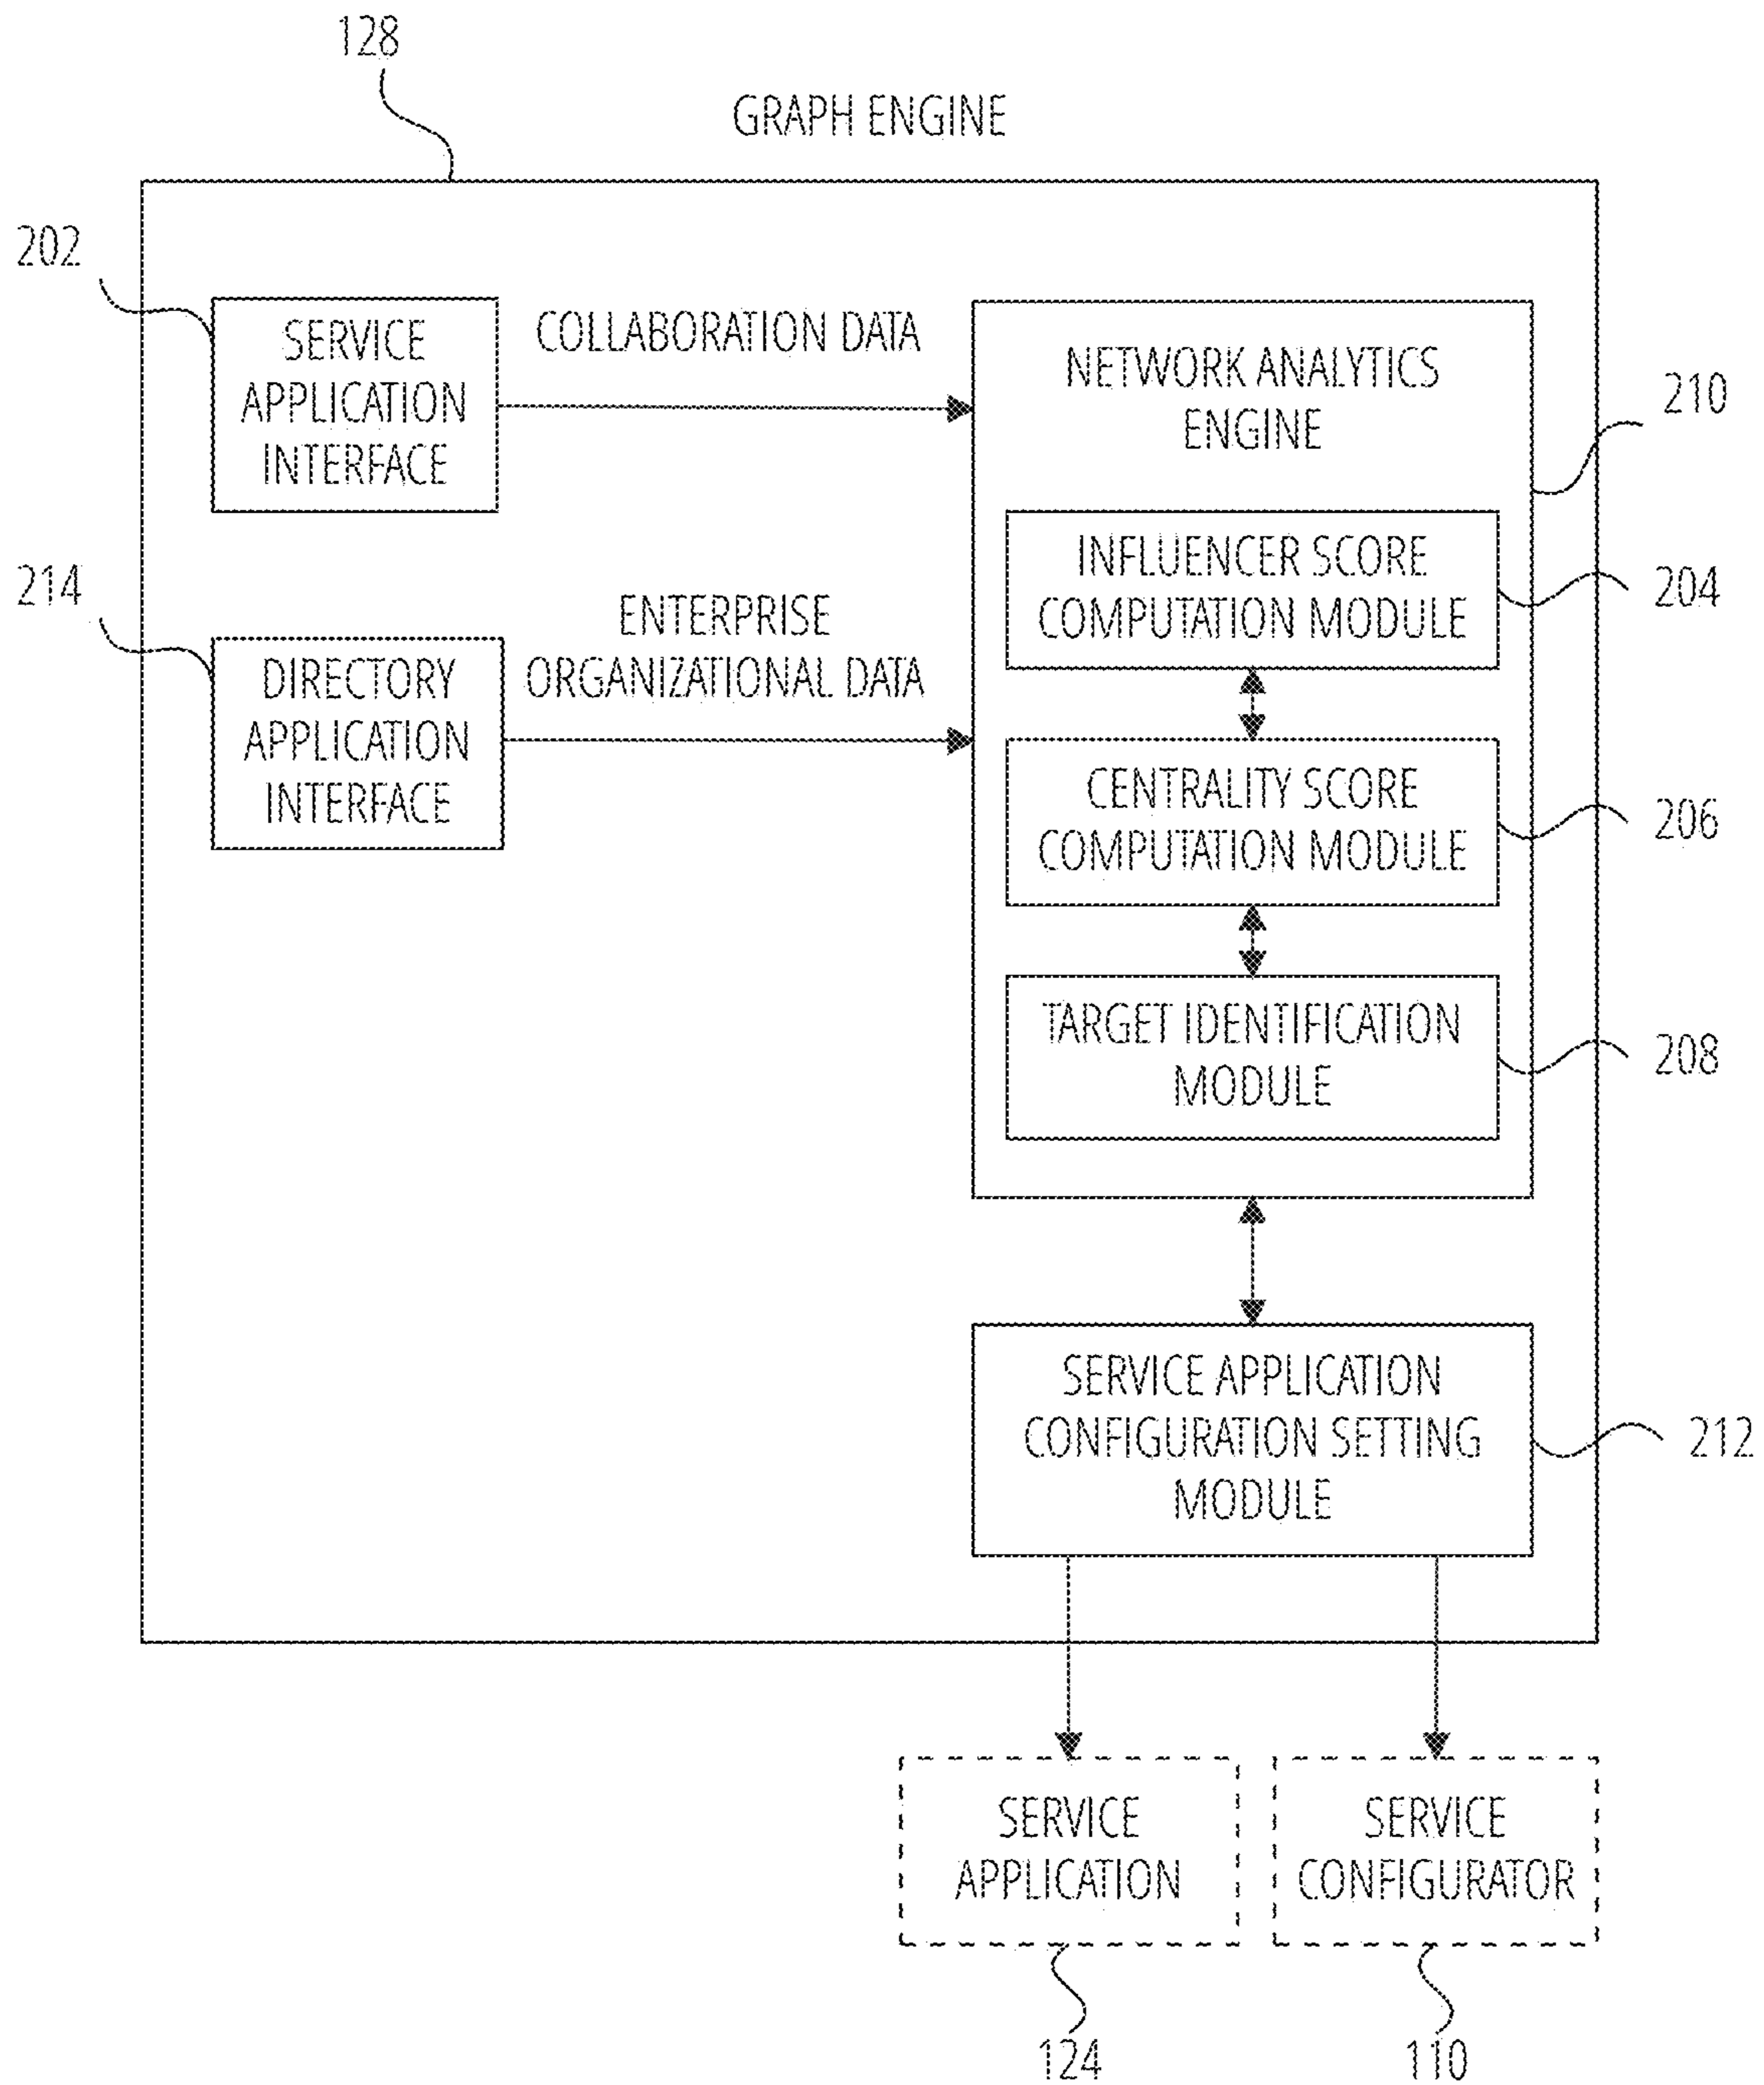 128
GRAPH ENGINE
202
SERVICE
APPLICATION
INTERFACE
COLLABORATION DATA
NETWORK ANALYTICS
ENGINE
210
214
DIRECTORY
APPLICATION
INTERFACE
ENTERPRISE
ORGANIZATIONAL DATA
INFLUENCER SCORE
COMPUTATION MODULE
204
CENTRALITY SCORE
COMPUTATION MODULE
206
TARGET IDENTIFICATION
MODULE
208
SERVICE APPLICATION
CONFIGURATION SETTING
MODULE
212
SERVICE
APPLICATION
SERVICE
CONFIGURATOR
124
110